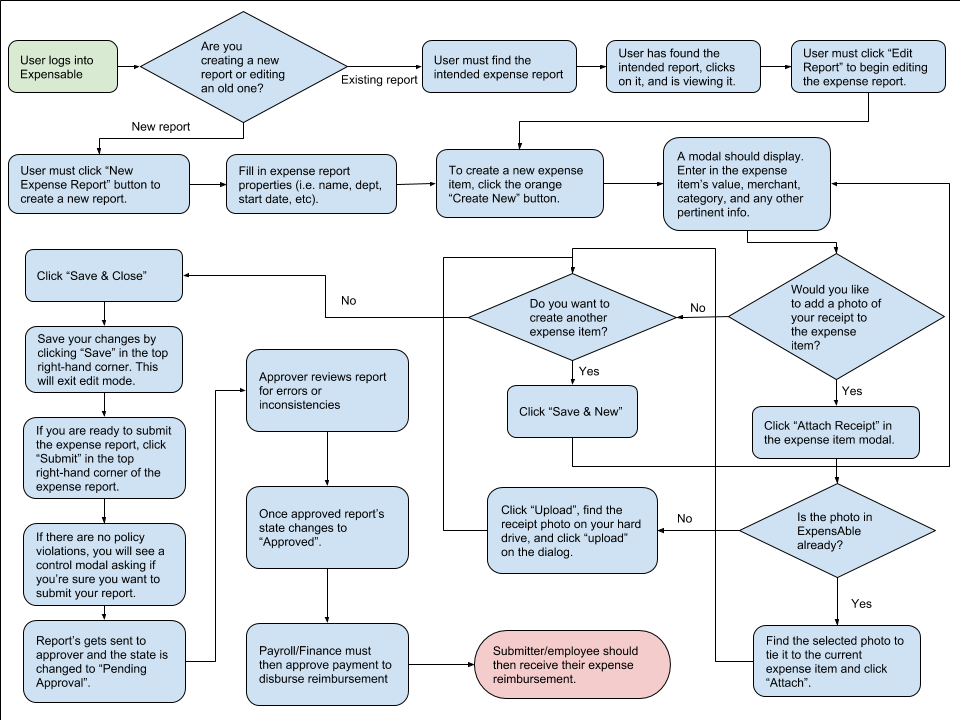 User logs into
Expensable
Are you
creating a new
report or editing
an old one?
Existing report
User must find the
intended expense report
User has found the
intended report, clicks
on it, and is viewing it.
User must click “Edit
Report” to begin editing
the expense report.
New report
User must click “New
Expense Report” button to
create a new report.
Fill in expense report
properties (i.e. name, dept,
start date, etc).
To create a new expense
item, click the orange
“Create New” button.
A modal should display.
Enter in the expense
item’s value, merchant,
category, and any other
pertinent info.
Would you like
to add a photo of
your receipt to
the expense
item?
No
Do you want to
create another
expense item?
No
Click “Save & Close”
Yes
Click “Save & New”
Yes
Click “Attach Receipt” in
the expense item modal.
Is the photo in
ExpensAble
already?
No
Click “Upload”, find the
receipt photo on your hard
drive, and click “upload”
on the dialog.
Yes
Find the selected photo to
tie it to the current
expense item and click
“Attach”.
Save your changes by
clicking “Save” in the top
right-hand corner. This
will exit edit mode.
If you are ready to submit
the expense report, click
“Submit” in the top
right-hand corner of the
expense report.
If there are no policy
violations, you will see a
control modal asking if
you’re sure you want to
submit your report.
Report’s gets sent to
approver and the state is
changed to “Pending
Approval”.
Approver reviews report
for errors or
inconsistencies
Once approved report’s
state changes to
“Approved”.
Payroll/Finance must
then approve payment to
disburse reimbursement
Submitter/employee should
then receive their expense
reimbursement.